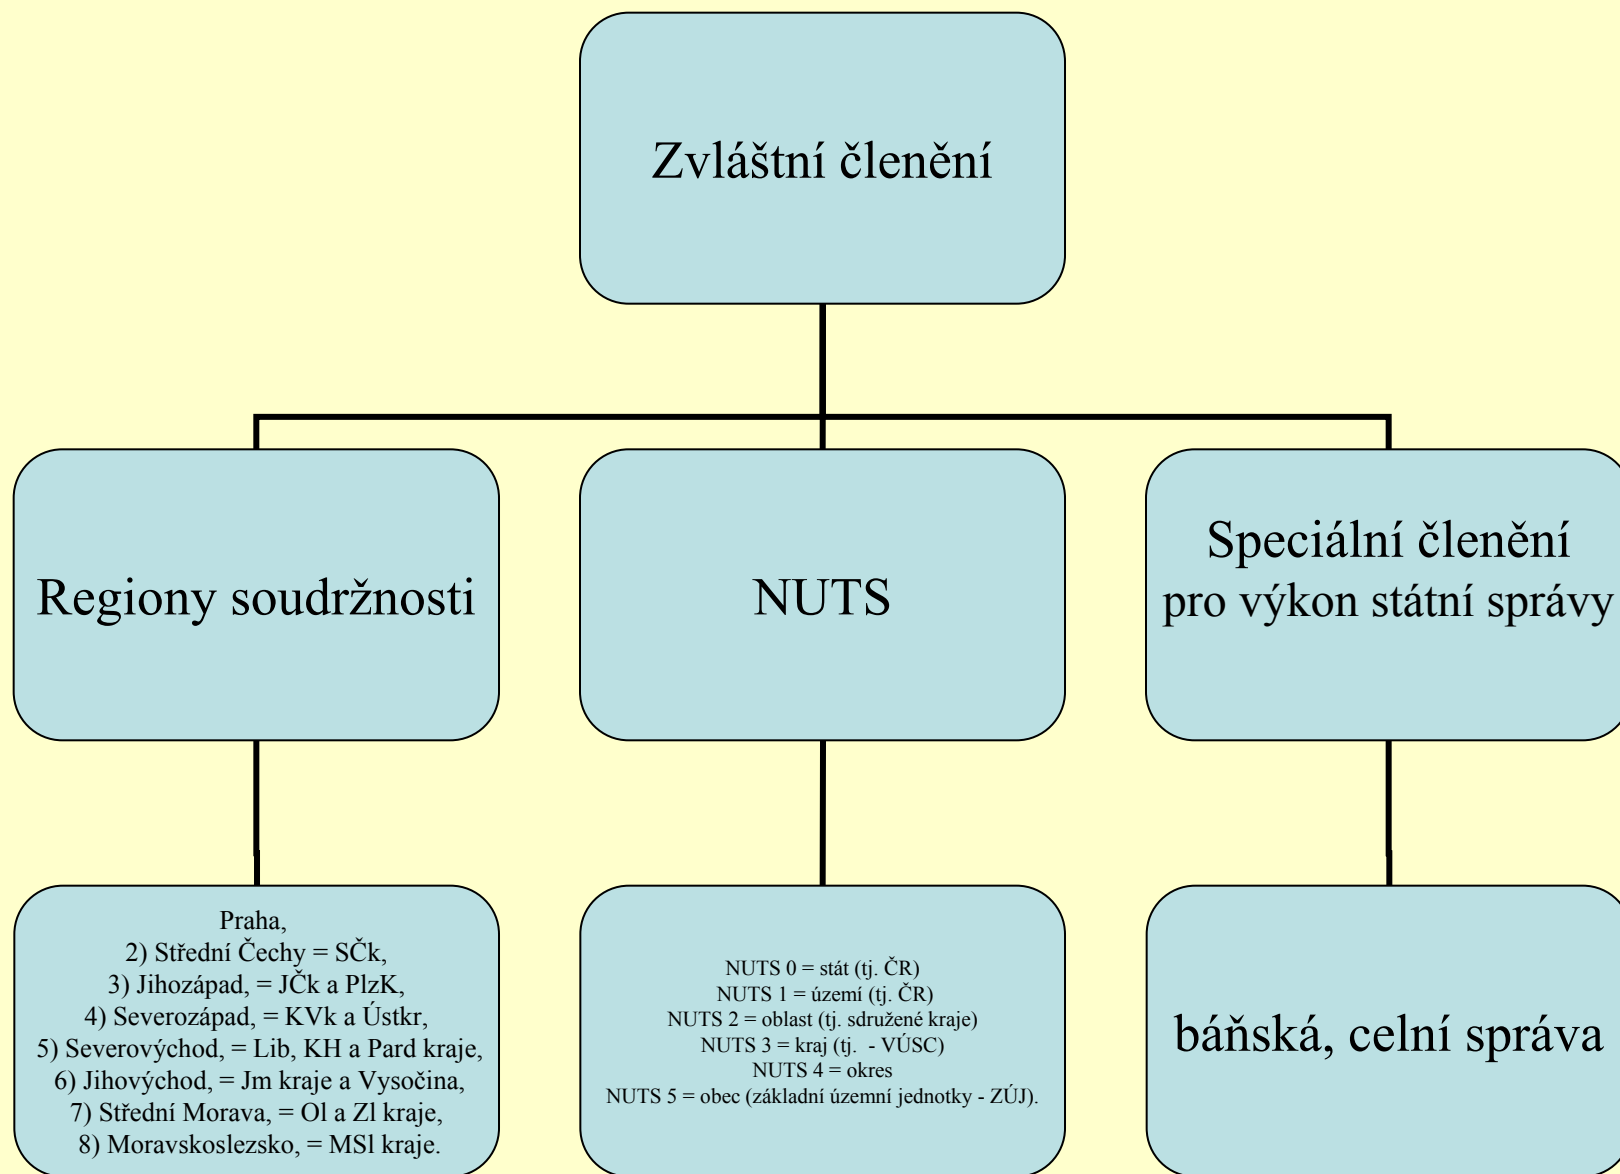 Zvláštní členění
Regiony soudržnosti
NUTS
Speciální členění
pro výkon státní správy
Praha,
2) Střední Čechy = SČk,
3) Jihozápad, = JČk a PlzK,
4) Severozápad, = KVk a Ústkr,
5) Severovýchod, = Lib, KH a Pard kraje,
6) Jihovýchod, = Jm kraje a Vysočina,
7) Střední Morava, = Ol a Zl kraje,
8) Moravskoslezsko, = MSl kraje.
NUTS 0 = stát (tj. ČR)
NUTS 1 = území (tj. ČR)
NUTS 2 = oblast (tj. sdružené kraje)
NUTS 3 = kraj (tj.  - VÚSC)
NUTS 4 = okres
NUTS 5 = obec (základní územní jednotky - ZÚJ).
báňská, celní správa